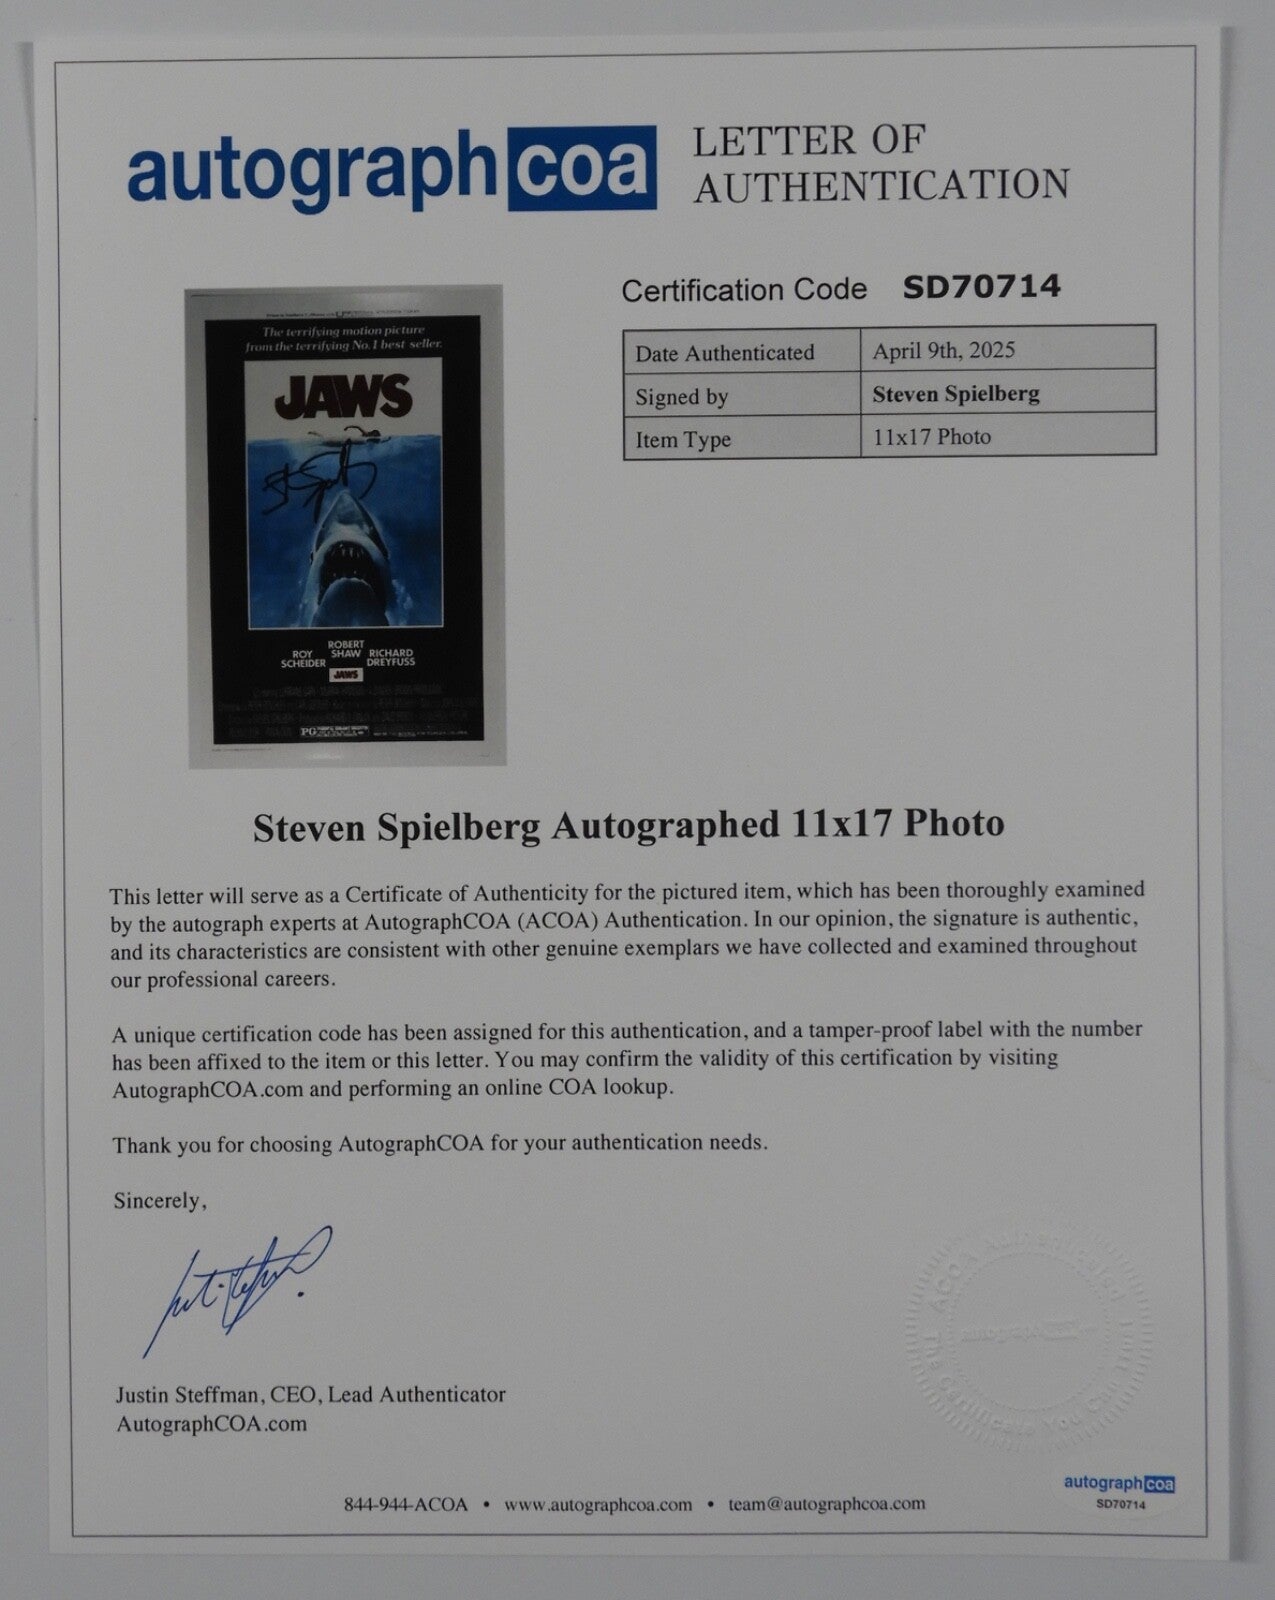 autographcoa
LETTER OF
AUTHENTICATION
Certification Code SD70714
Date Authenticated April 9th, 2025
Signed by Steven Spielberg
Item Type 11x17 Photo
The terrifying motion picture
from the terrifying No. 1 best seller.
JAWS
ROY SCHEIDER
ROBERT SHAW
RICHARD DREYFUSS
JAWS
PG
Steven Spielberg Autographed 11x17 Photo
This letter will serve as a Certificate of Authenticity for the pictured item, which has been thoroughly examined
by the autograph experts at AutographCOA (ACOA) Authentication. In our opinion, the signature is authentic,
and its characteristics are consistent with other genuine exemplars we have collected and examined throughout
our professional careers.
A unique certification code has been assigned for this authentication, and a tamper-proof label with the number
has been affixed to the item or this letter. You may confirm the validity of this certification by visiting
AutographCOA.com and performing an online COA lookup.
Thank you for choosing AutographCOA for your authentication needs.
Sincerely,
Justin Steffman, CEO, Lead Authenticator
AutographCOA.com
The Certificate You Can Trust
844-944-ACOA • www.autographcoa.com • team@autographcoa.com
autographcoa
SD70714